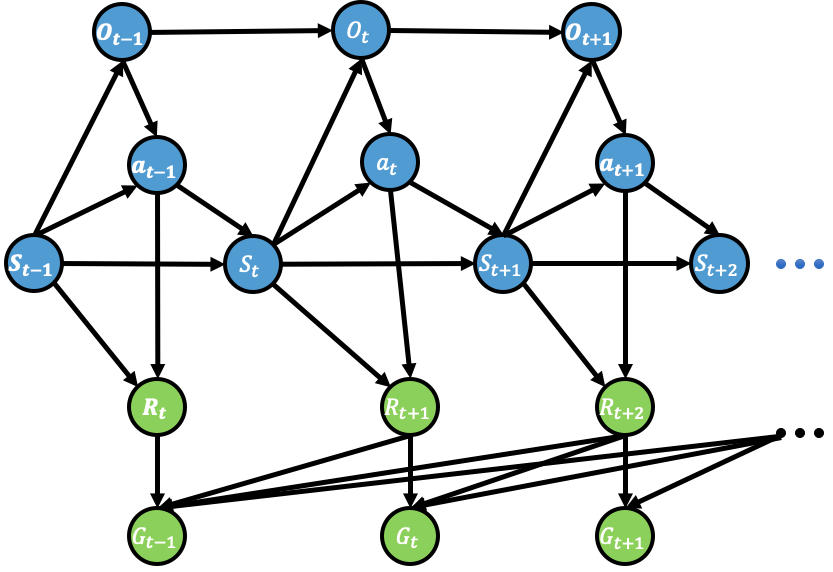 O_{t-1} O_t O_{t+1}
a_{t-1} a_t a_{t+1}
S_{t-1} S_t S_{t+1} S_{t+2} ...
R_t R_{t+1} R_{t+2} ...
G_{t-1} G_t G_{t+1}